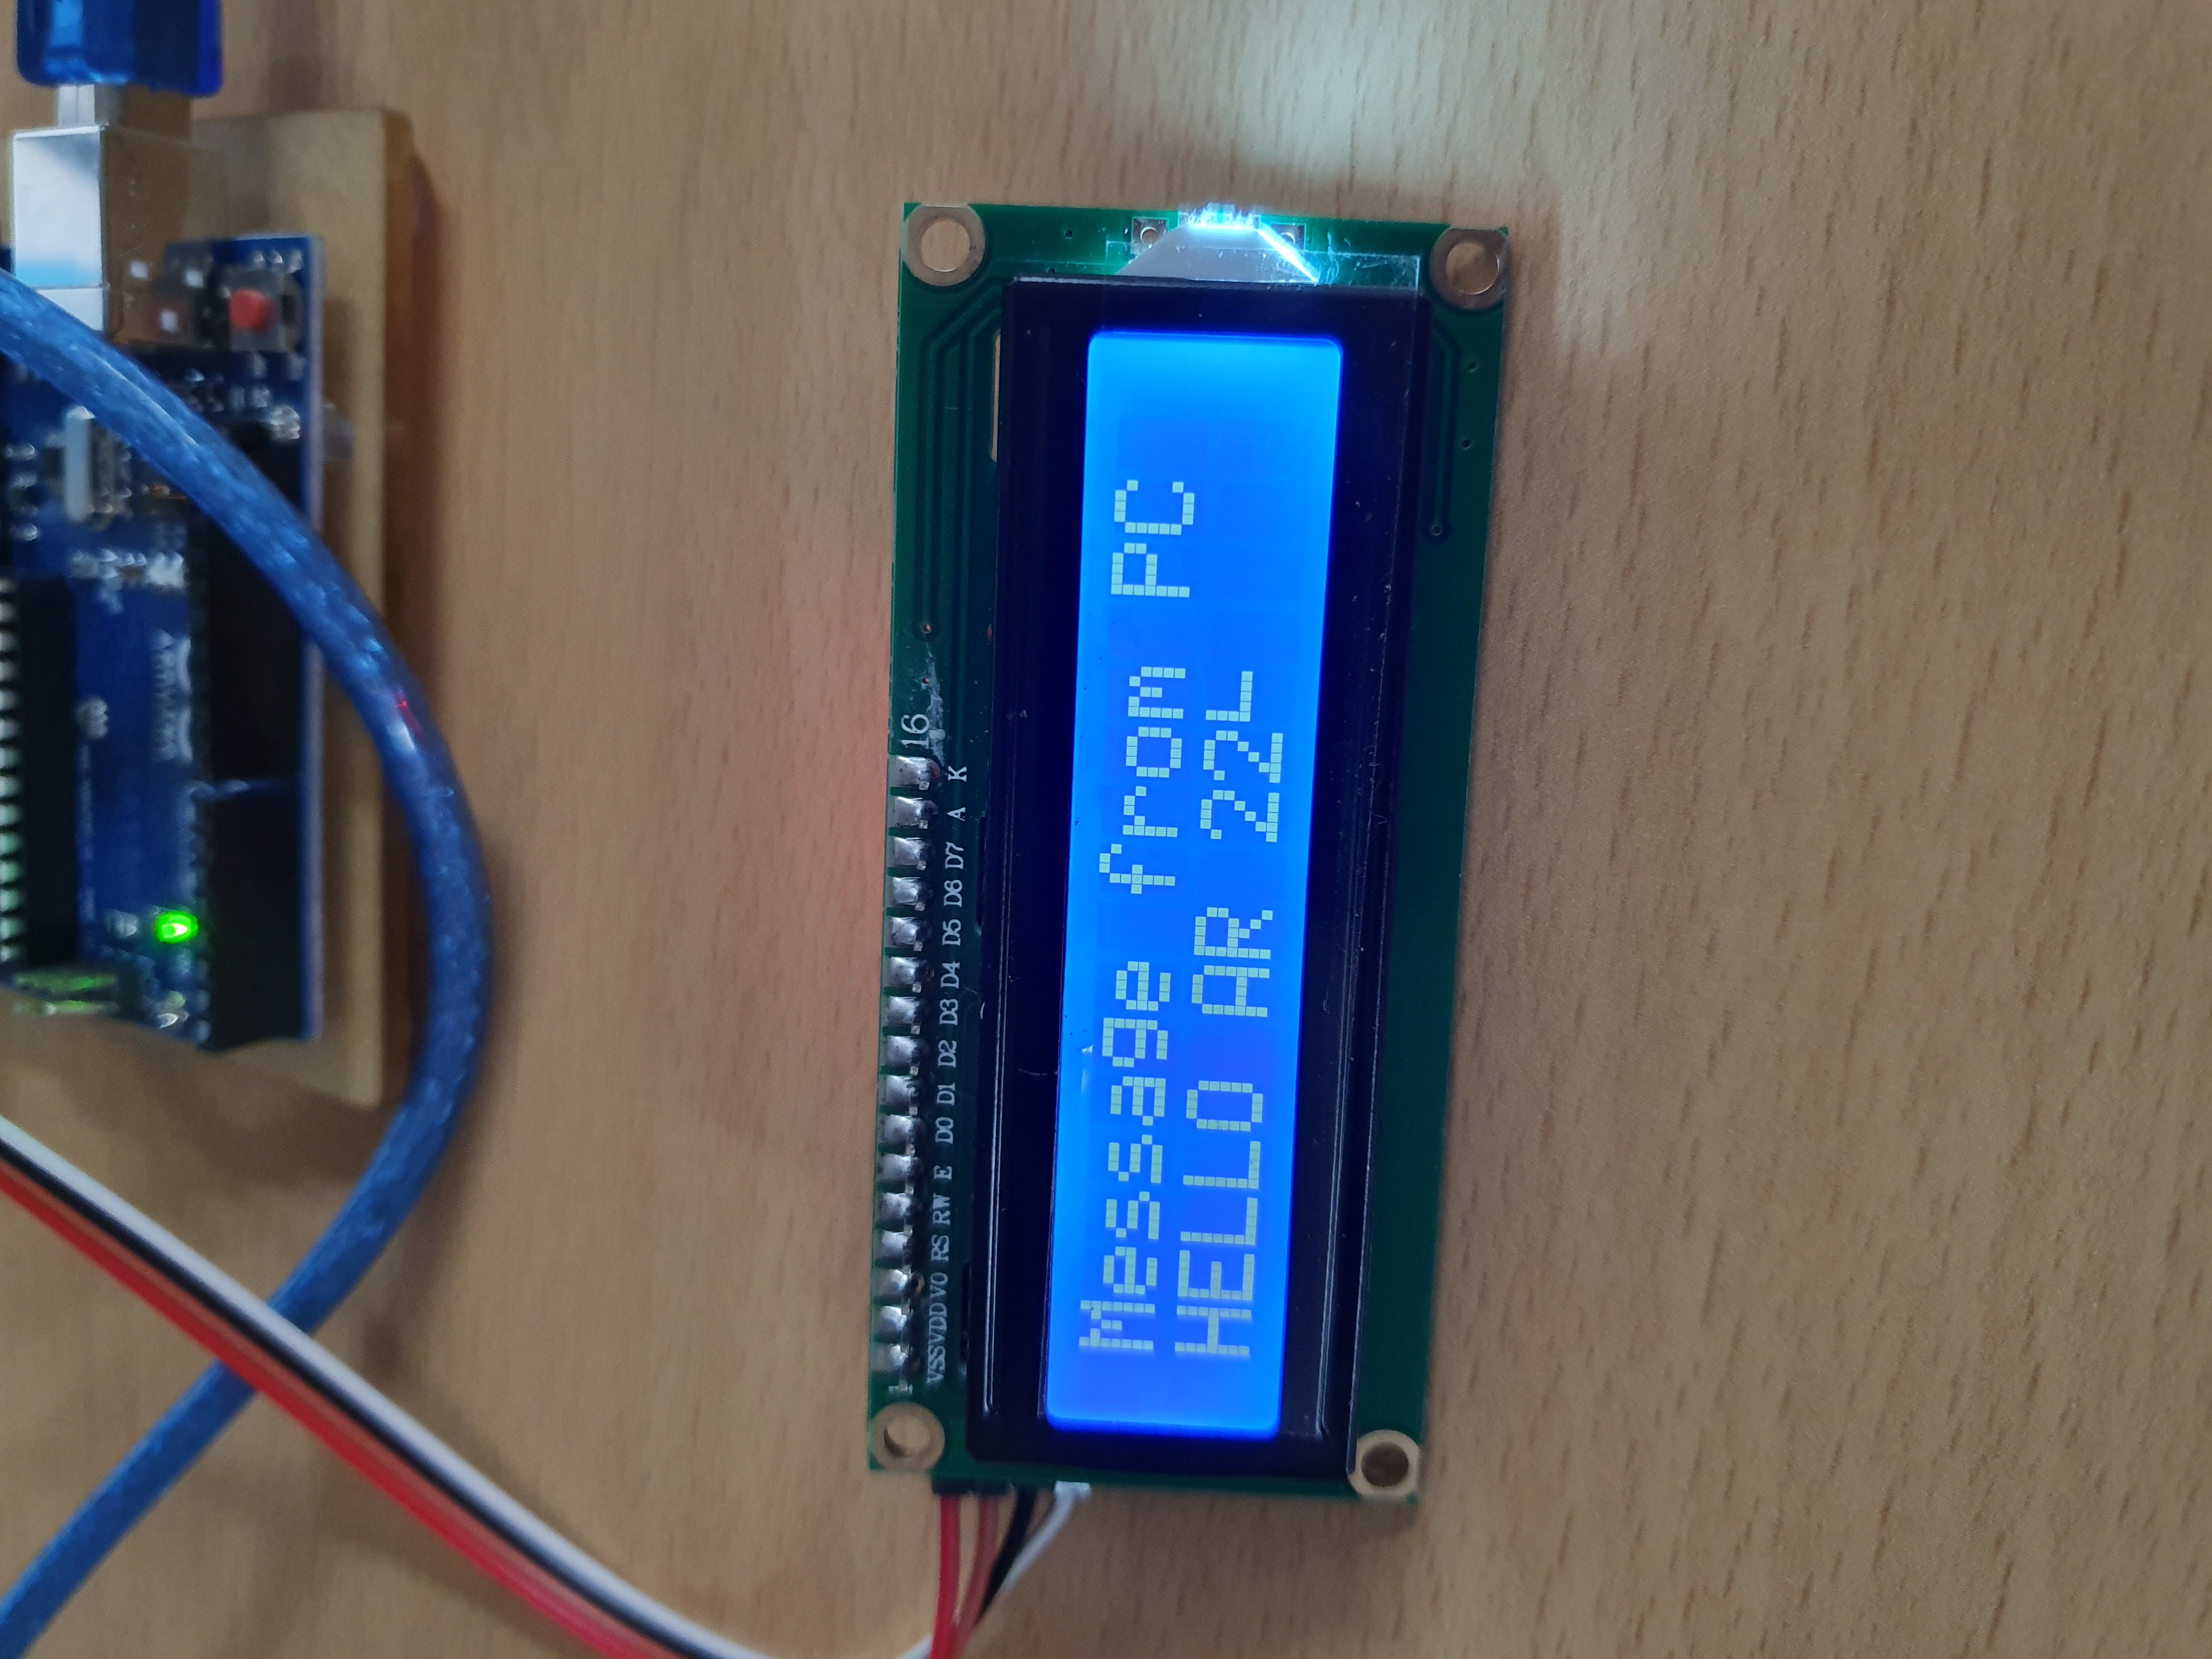 16
VSS VDD V0 RS RW E D0 D1 D2 D3 D4 D5 D6 D7 A K
Message from PC
HELLO AR 22